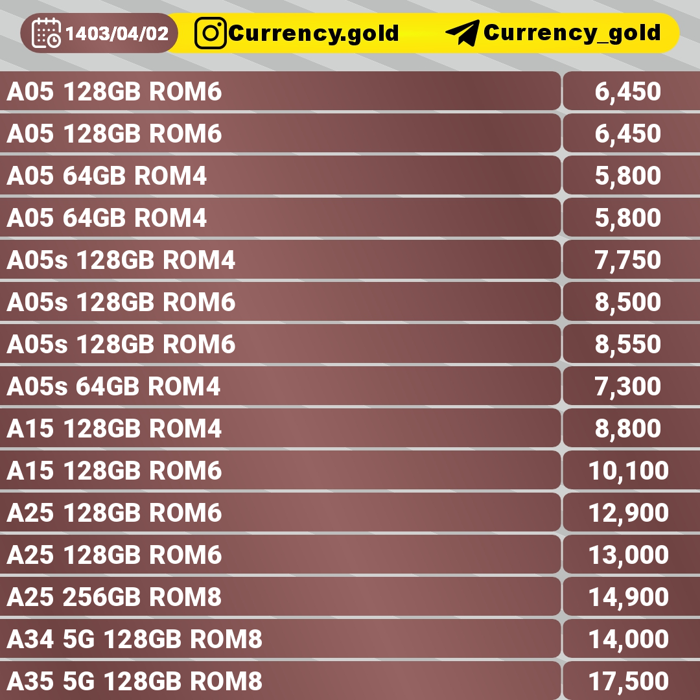 1403/04/02 Currency.gold Currency_gold
A05 128GB ROM6 6,450
A05 128GB ROM6 6,450
A05 64GB ROM4 5,800
A05 64GB ROM4 5,800
A05s 128GB ROM4 7,750
A05s 128GB ROM6 8,500
A05s 128GB ROM6 8,550
A05s 64GB ROM4 7,300
A15 128GB ROM4 8,800
A15 128GB ROM6 10,100
A25 128GB ROM6 12,900
A25 128GB ROM6 13,000
A25 256GB ROM8 14,900
A34 5G 128GB ROM8 14,000
A35 5G 128GB ROM8 17,500